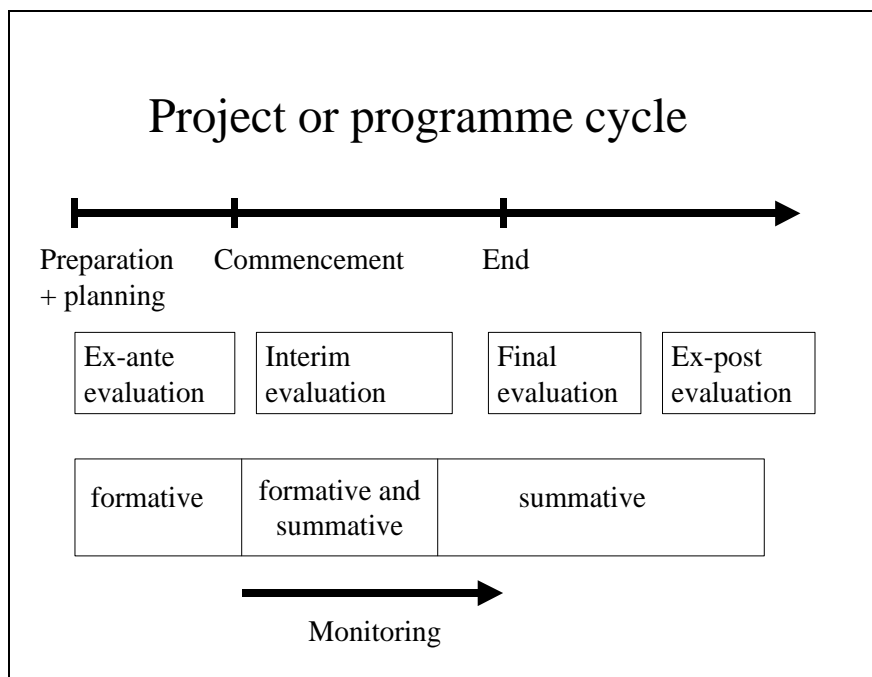 Project or programme cycle
Preparation
+ planning
Commencement
End
Ex-ante
evaluation
Interim
evaluation
Final
evaluation
Ex-post
evaluation
formative
formative and
summative
summative
Monitoring